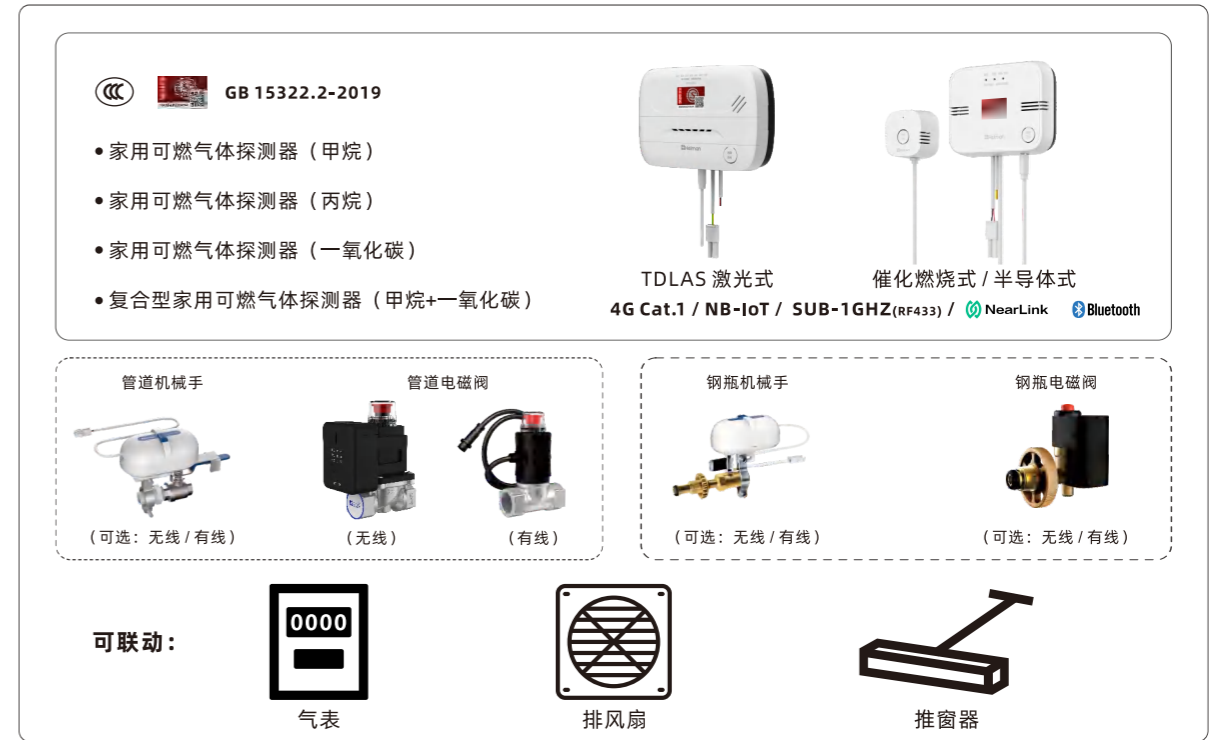 CCC
GB 15322.2-2019
•家用可燃气体探测器（甲烷）
•家用可燃气体探测器（丙烷）
•家用可燃气体探测器（一氧化碳）
•复合型家用可燃气体探测器（甲烷+一氧化碳）
TDLAS 激光式
催化燃烧式 / 半导体式
4G Cat.1 / NB-IoT / SUB-1GHZ(RF433) / NearLink Bluetooth
管道机械手
管道电磁阀
钢瓶机械手
钢瓶电磁阀
（可选：无线 / 有线）
（无线）
（有线）
（可选：无线 / 有线）
（可选：无线 / 有线）
可联动：
0000
气表
排风扇
推窗器